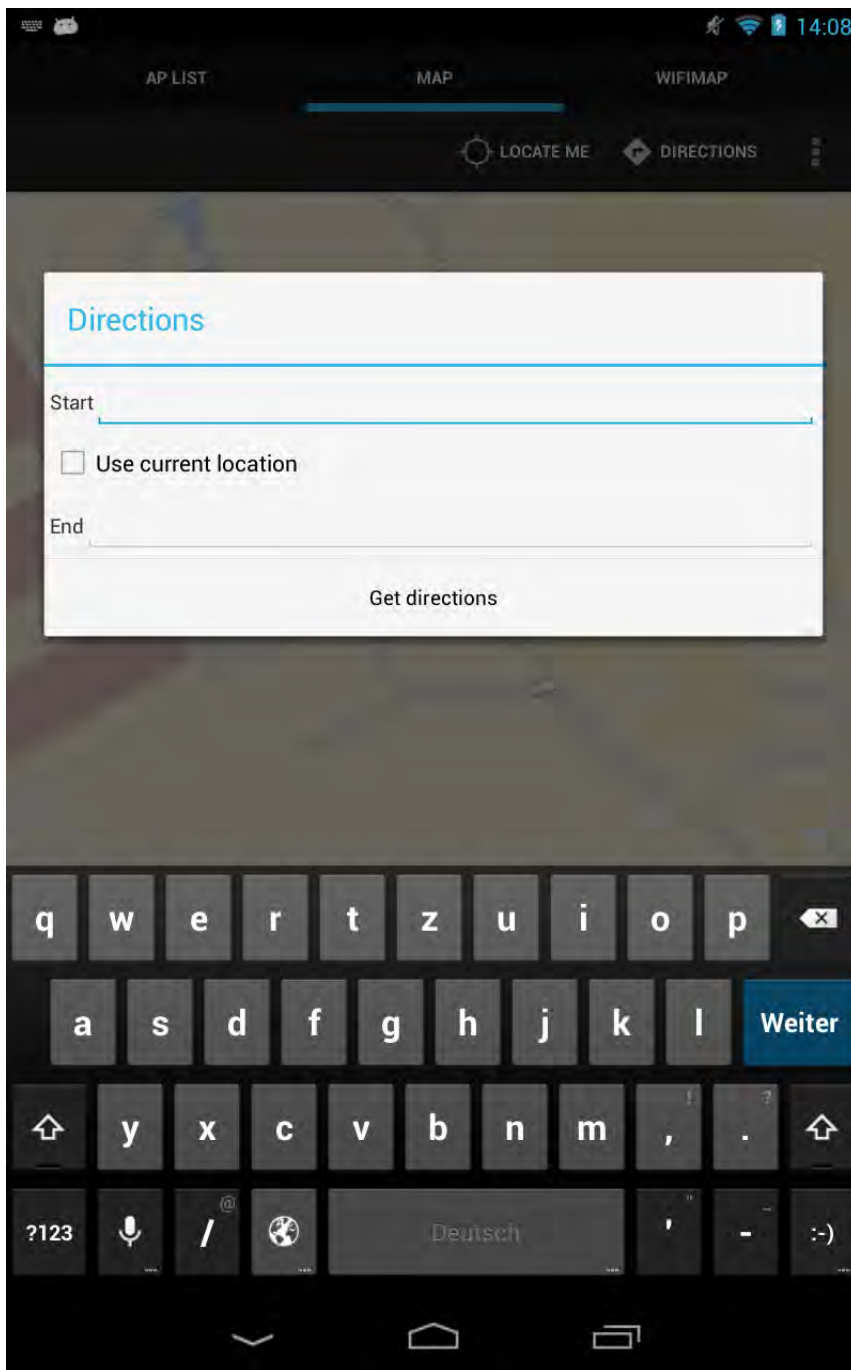 14:08
AP LIST MAP WIFIMAP
LOCATE ME DIRECTIONS
Directions
Start
Use current location
End
Get directions
q w e r t z u i o p
a s d f g h j k l Weiter
! ?
y x c v b n m , .
@ " _
?123 / Deutsch ' - :-)